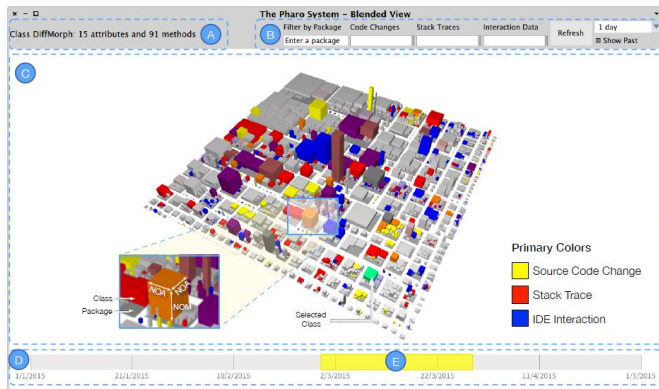 The Pharo System – Blended View
Class DiffMorph: 15 attributes and 91 methods
A
B
Filter by Package
Code Changes
Stack Traces
Interaction Data
Enter a package
Refresh
1 day
Show Past
C
Class
Package
NOA
NOA
NOM
Selected
Class
Primary Colors
Source Code Change
Stack Trace
IDE Interaction
D
E
1/1/2015
21/1/2015
10/2/2015
2/3/2015
22/3/2015
11/4/2015
1/5/2015